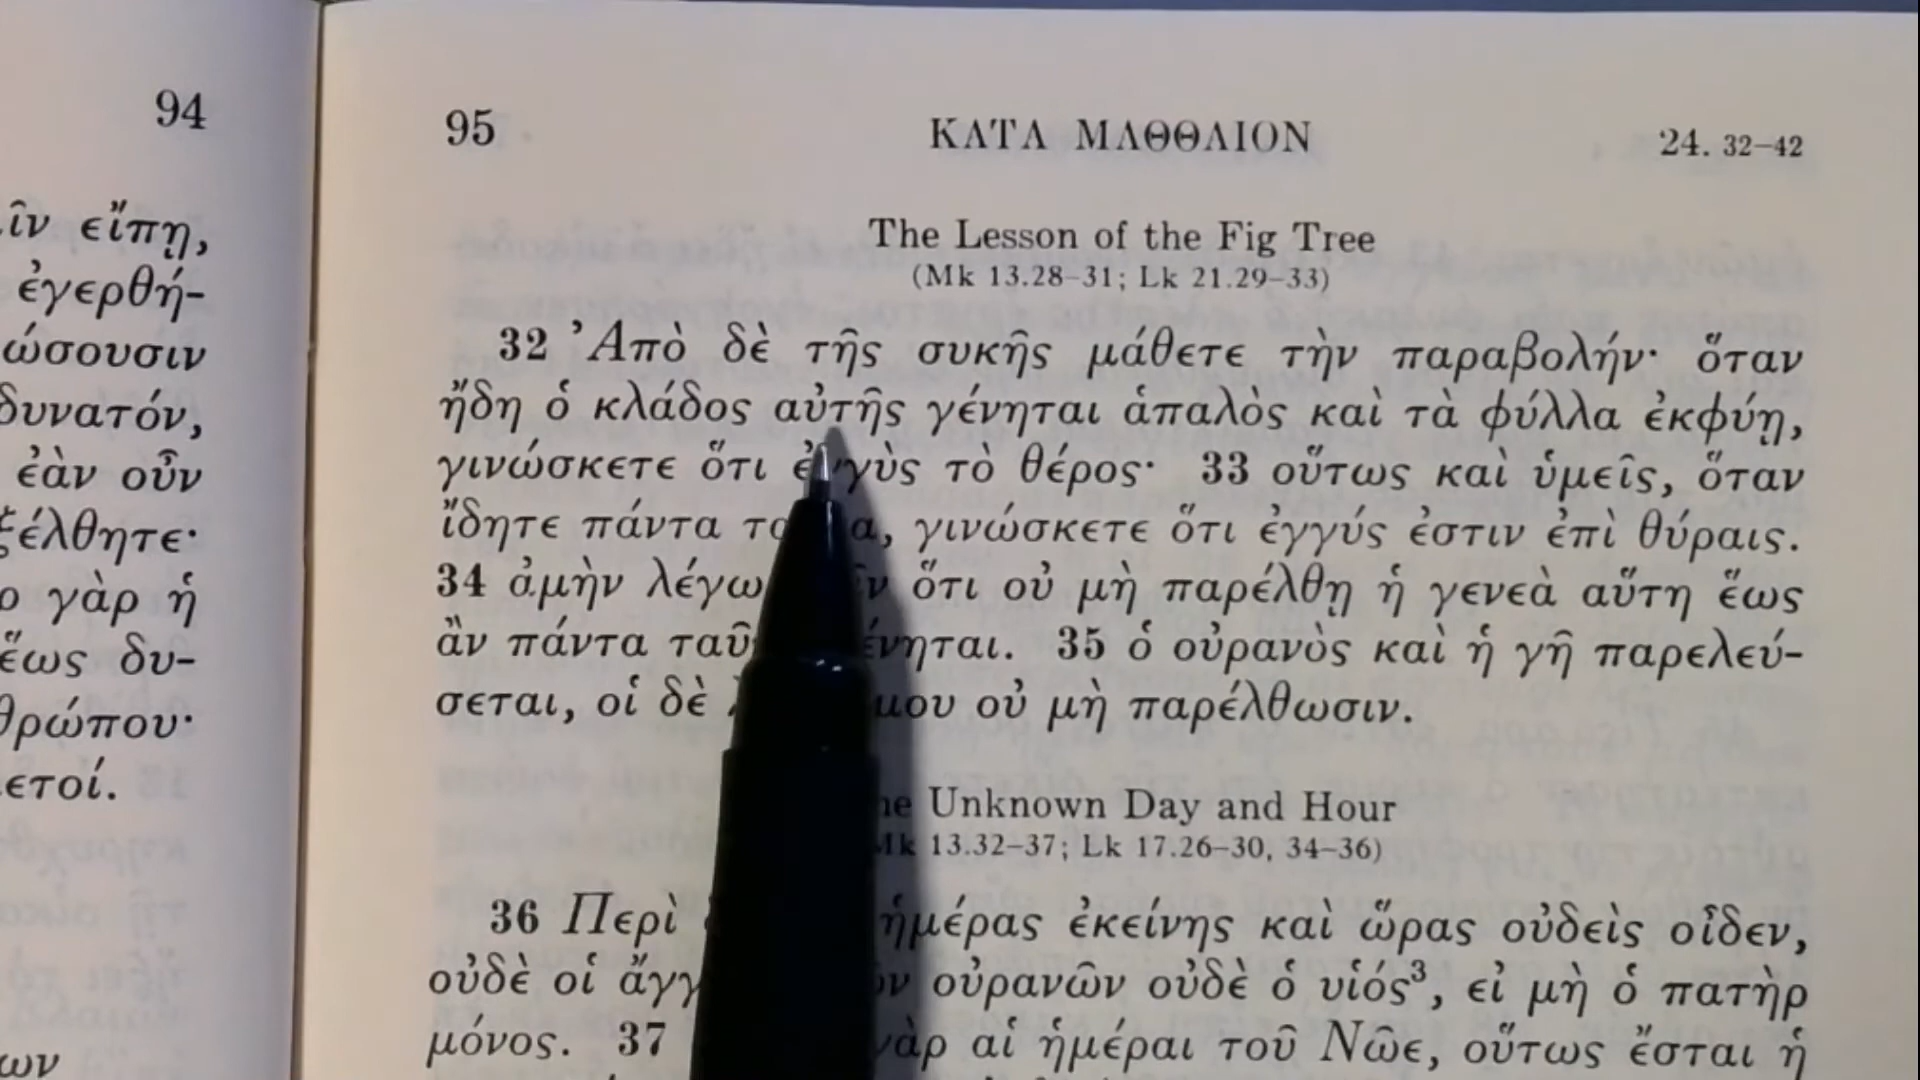 94
ῖν εἴπῃ,
ἐγερθή-
ώσουσιν
δυνατόν,
ἐὰν οὖν
ξέλθητε·
γὰρ ἡ
ἕως δυ-
θρώπου·
ετοί.
ων
95 ΚΑΤΑ ΜΑΘΘΑΙΟΝ 24. 32–42
The Lesson of the Fig Tree
(Mk 13.28–31; Lk 21.29–33)
32 Ἀπὸ δὲ τῆς συκῆς μάθετε τὴν παραβολήν· ὅταν
ἤδη ὁ κλάδος αὐτῆς γένηται ἁπαλὸς καὶ τὰ φύλλα ἐκφύῃ,
γινώσκετε ὅτι ἐγγὺς τὸ θέρος· 33 οὕτως καὶ ὑμεῖς, ὅταν
ἴδητε πάντα γινώσκετε ὅτι ἐγγύς ἐστιν ἐπὶ θύραις.
34 ἀμὴν λέγω ὅτι οὐ μὴ παρέλθῃ ἡ γενεὰ αὕτη ἕως
ἂν πάντα ταῦ ένηται. 35 ὁ οὐρανὸς καὶ ἡ γῆ παρελεύ-
σεται, οἱ δὲ μου οὐ μὴ παρέλθωσιν.
he Unknown Day and Hour
Mk 13.32–37; Lk 17.26–30, 34–36)
36 Περὶ ἡμέρας ἐκείνης καὶ ὥρας οὐδεὶς οἶδεν,
οὐδὲ οἱ ἄγγ ν οὐρανῶν οὐδὲ ὁ υἱός³, εἰ μὴ ὁ πατὴρ
μόνος. 37 γὰρ αἱ ἡμέραι τοῦ Νῶε, οὕτως ἔσται ἡ